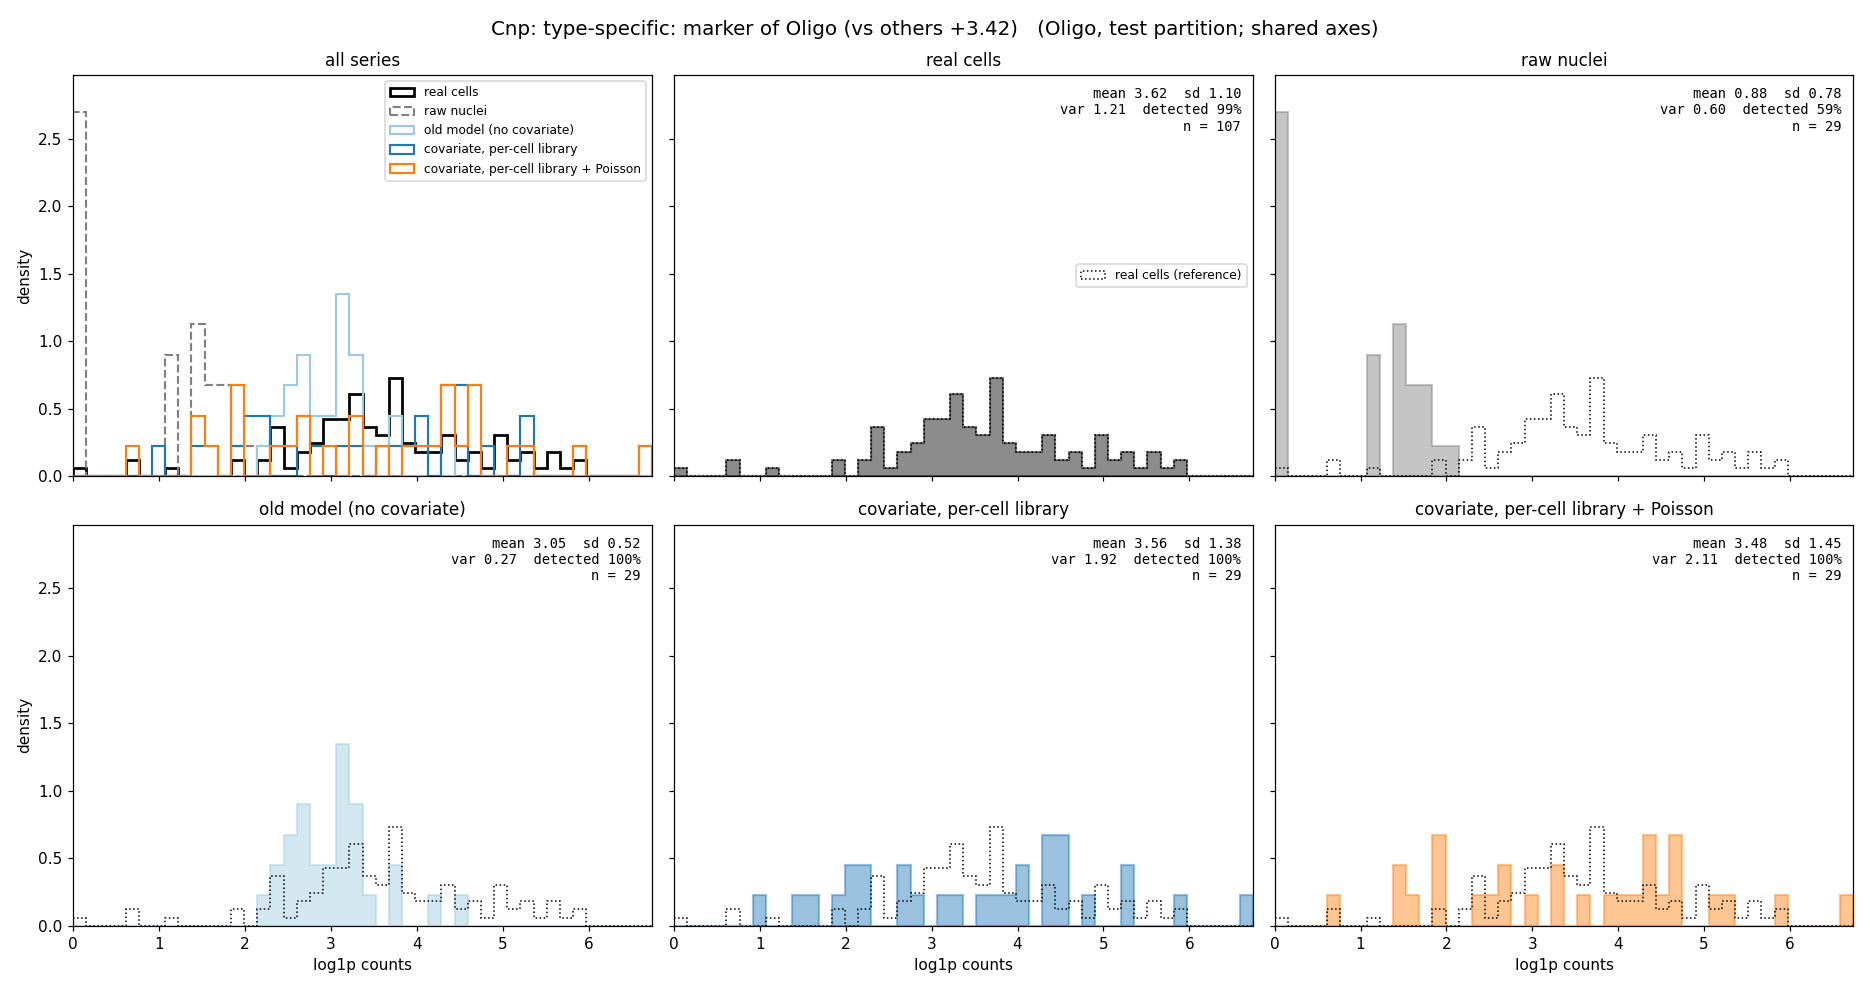 Cnp: type-specific: marker of Oligo (vs others +3.42)   (Oligo, test partition; shared axes)
all series
real cells
raw nuclei
old model (no covariate)
covariate, per-cell library
covariate, per-cell library + Poisson
density
2.5
2.0
1.5
1.0
0.5
0.0
real cells
mean 3.62  sd 1.10
var 1.21  detected 99%
n = 107
real cells (reference)
raw nuclei
mean 0.88  sd 0.78
var 0.60  detected 59%
n = 29
old model (no covariate)
mean 3.05  sd 0.52
var 0.27  detected 100%
n = 29
density
2.5
2.0
1.5
1.0
0.5
0.0
0 1 2 3 4 5 6
log1p counts
covariate, per-cell library
mean 3.56  sd 1.38
var 1.92  detected 100%
n = 29
0 1 2 3 4 5 6
log1p counts
covariate, per-cell library + Poisson
mean 3.48  sd 1.45
var 2.11  detected 100%
n = 29
0 1 2 3 4 5 6
log1p counts